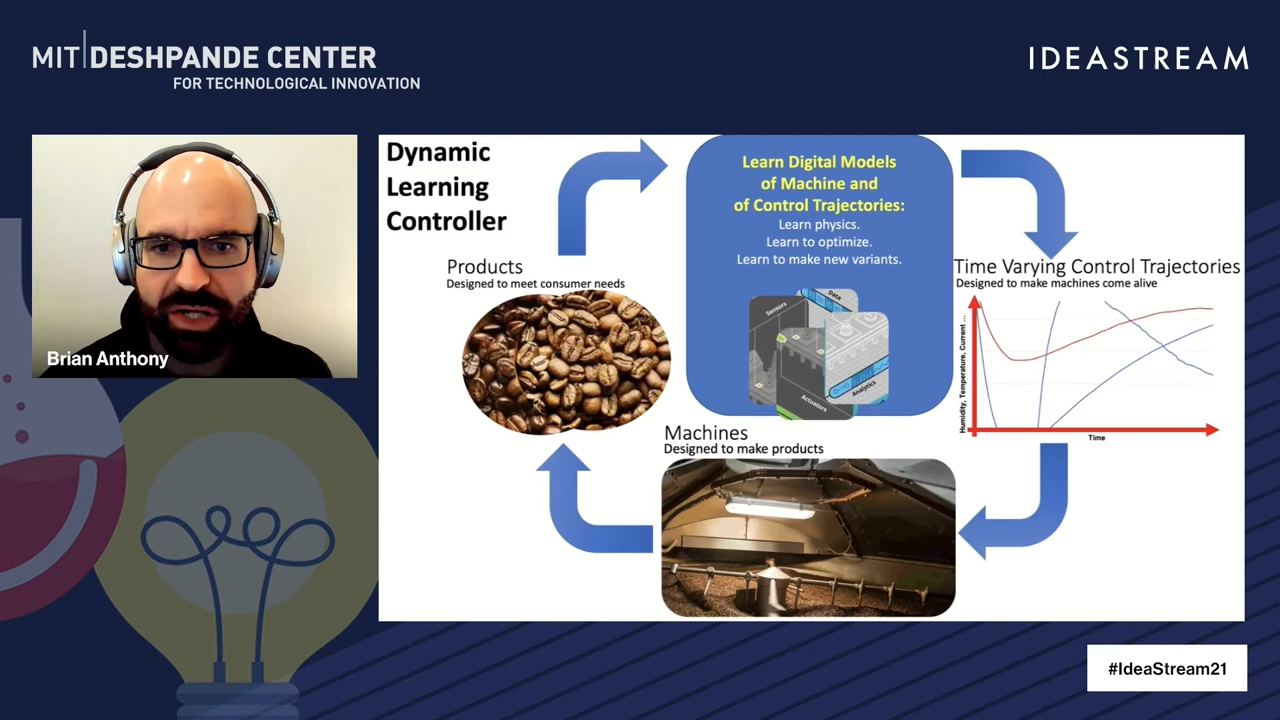 MIT DESHPANDE CENTER
FOR TECHNOLOGICAL INNOVATION
IDEASTREAM
Brian Anthony
Dynamic
Learning
Controller
Learn Digital Models
of Machine and
of Control Trajectories:
Learn physics.
Learn to optimize.
Learn to make new variants.
Sensors
Data
Actuators
Analytics
Products
Designed to meet consumer needs
Time Varying Control Trajectories
Designed to make machines come alive
Humidity, Temperature, Current ...
Time
Machines
Designed to make products
#IdeaStream21